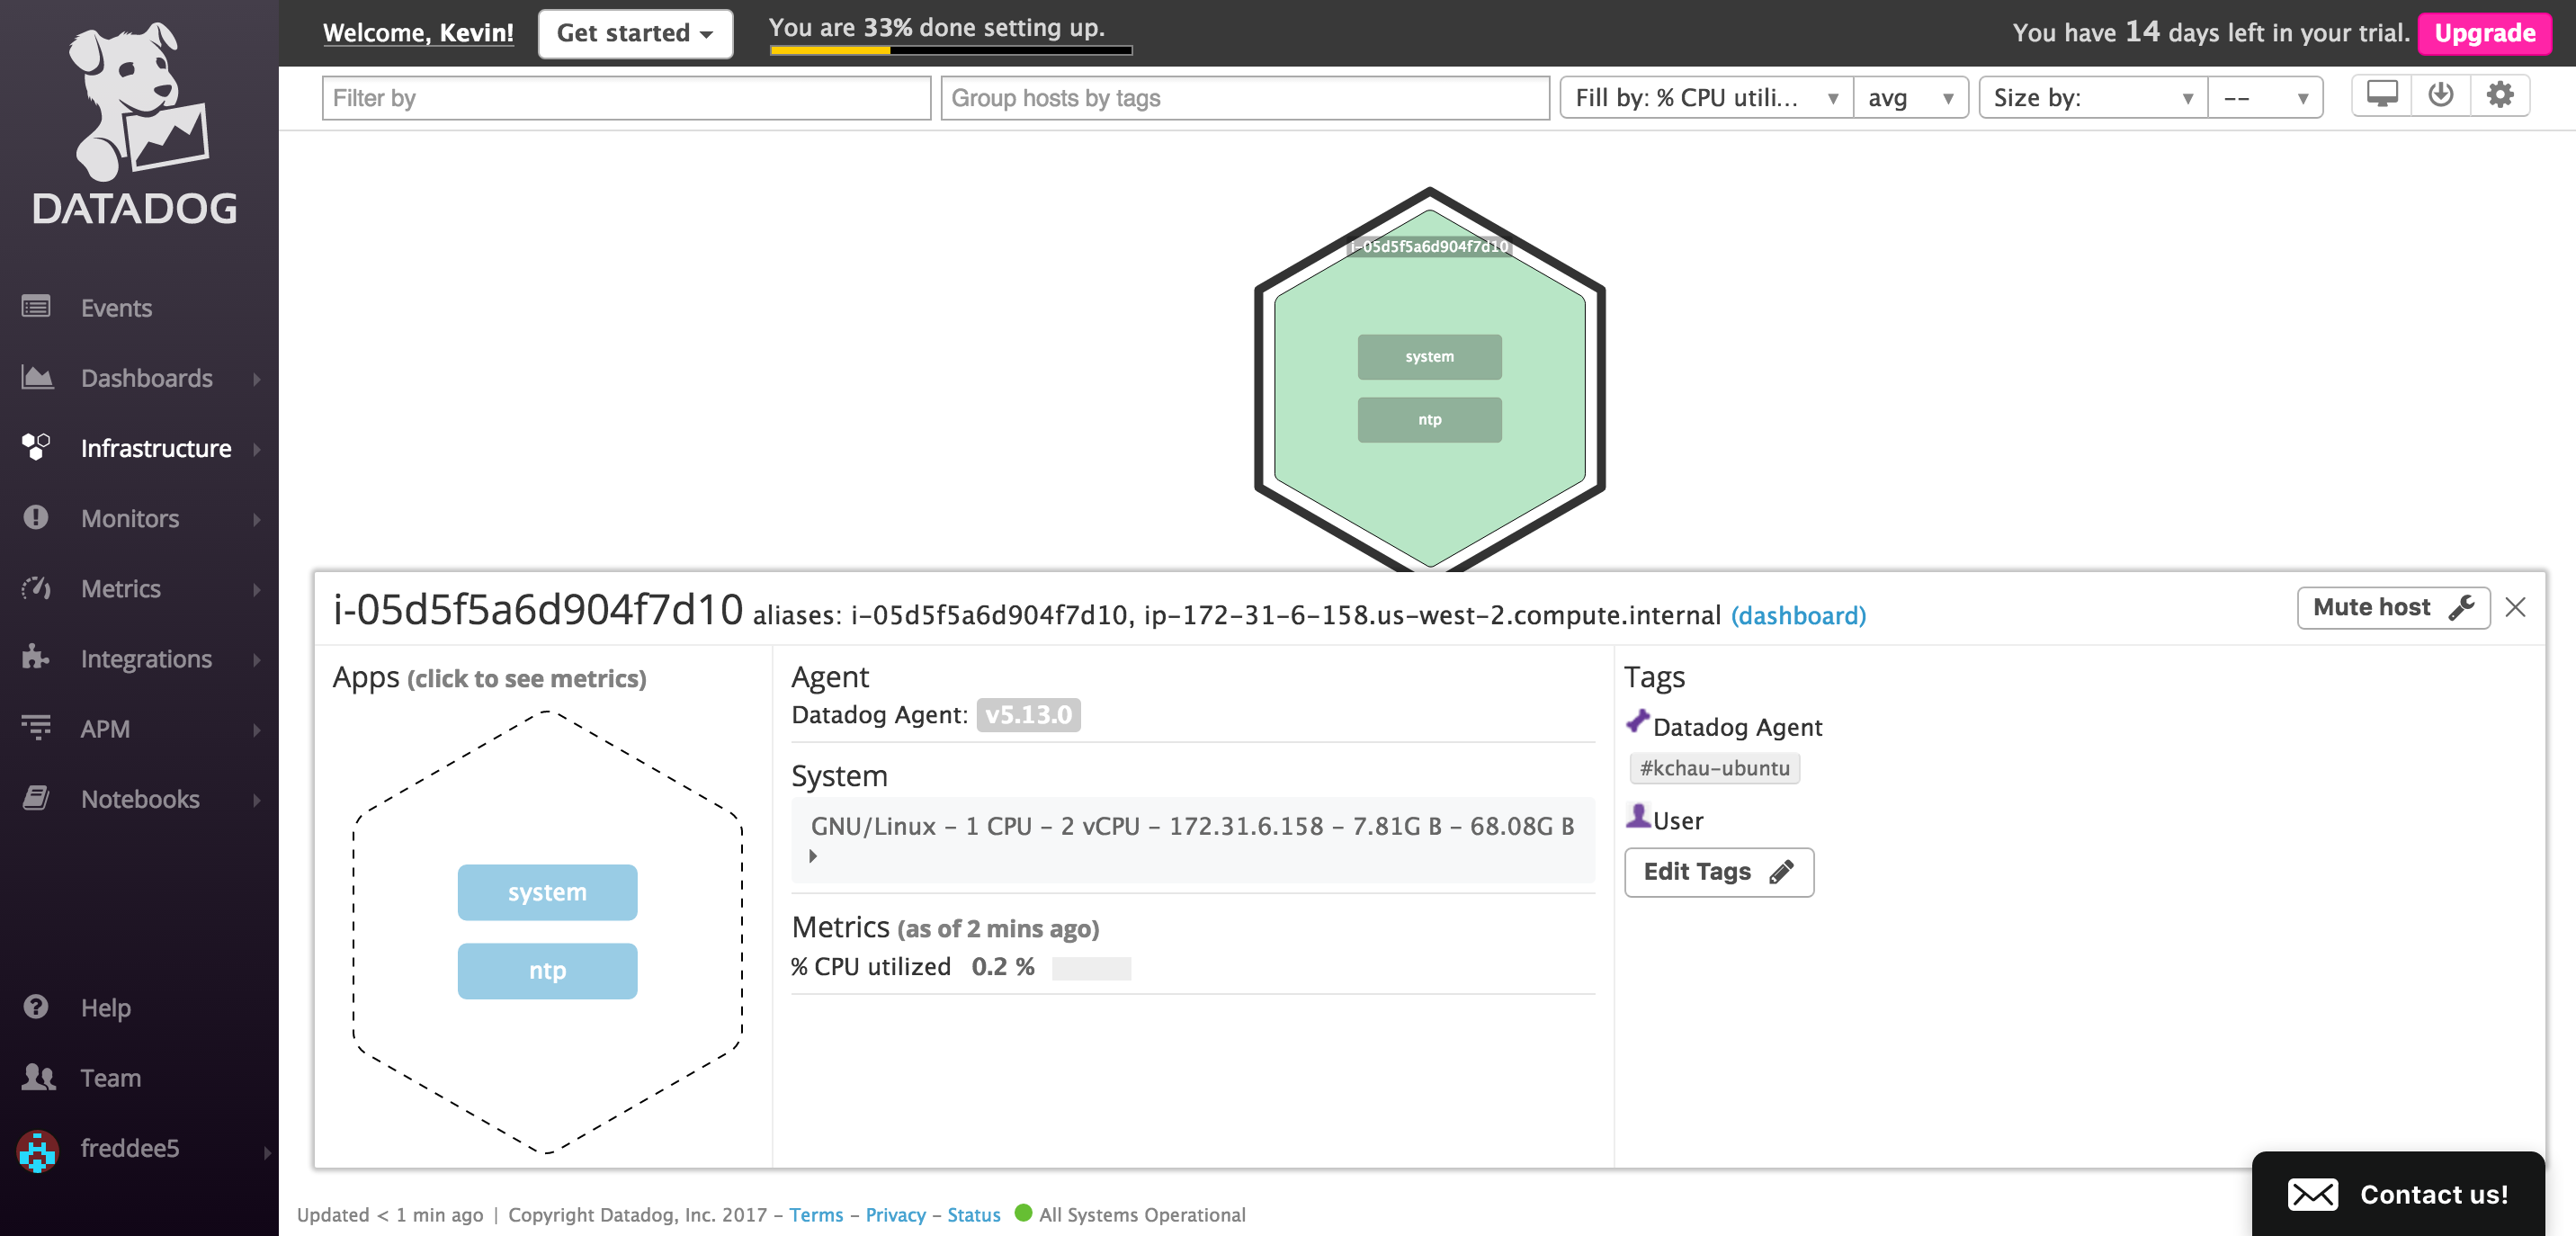 DATADOG
Events
Dashboards
Infrastructure
Monitors
Metrics
Integrations
APM
Notebooks
Help
Team
freddee5
Welcome, Kevin!
Get started
You are 33% done setting up.
You have 14 days left in your trial.
Upgrade
Filter by
Group hosts by tags
Fill by: % CPU utili...
avg
Size by:
--
i-05d5f5a6d904f7d10
system
ntp
i-05d5f5a6d904f7d10 aliases: i-05d5f5a6d904f7d10, ip-172-31-6-158.us-west-2.compute.internal (dashboard)
Mute host
Apps (click to see metrics)
system
ntp
Agent
Datadog Agent: v5.13.0
System
GNU/Linux - 1 CPU - 2 vCPU - 172.31.6.158 - 7.81G B - 68.08G B
Metrics (as of 2 mins ago)
% CPU utilized 0.2 %
Tags
Datadog Agent
#kchau-ubuntu
User
Edit Tags
Updated < 1 min ago | Copyright Datadog, Inc. 2017 - Terms - Privacy - Status All Systems Operational
Contact us!